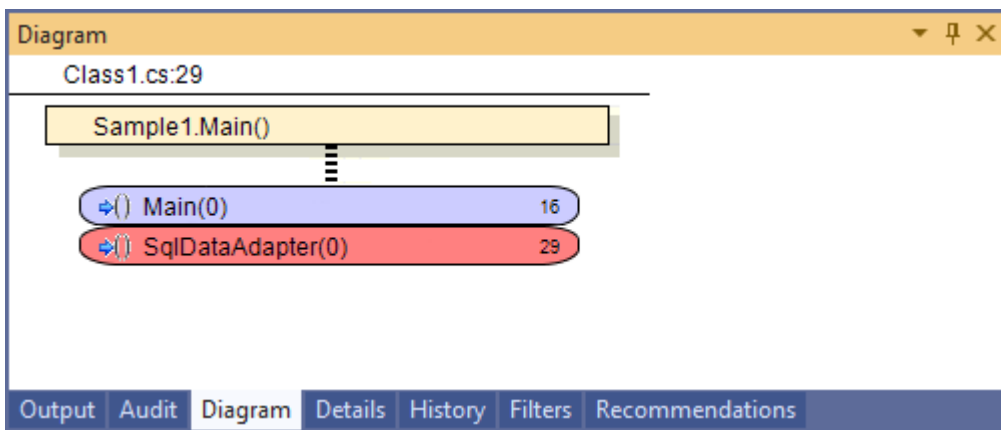 Diagram
Class1.cs:29
Sample1.Main()
Main(0) 16
SqlDataAdapter(0) 29
Output Audit Diagram Details History Filters Recommendations